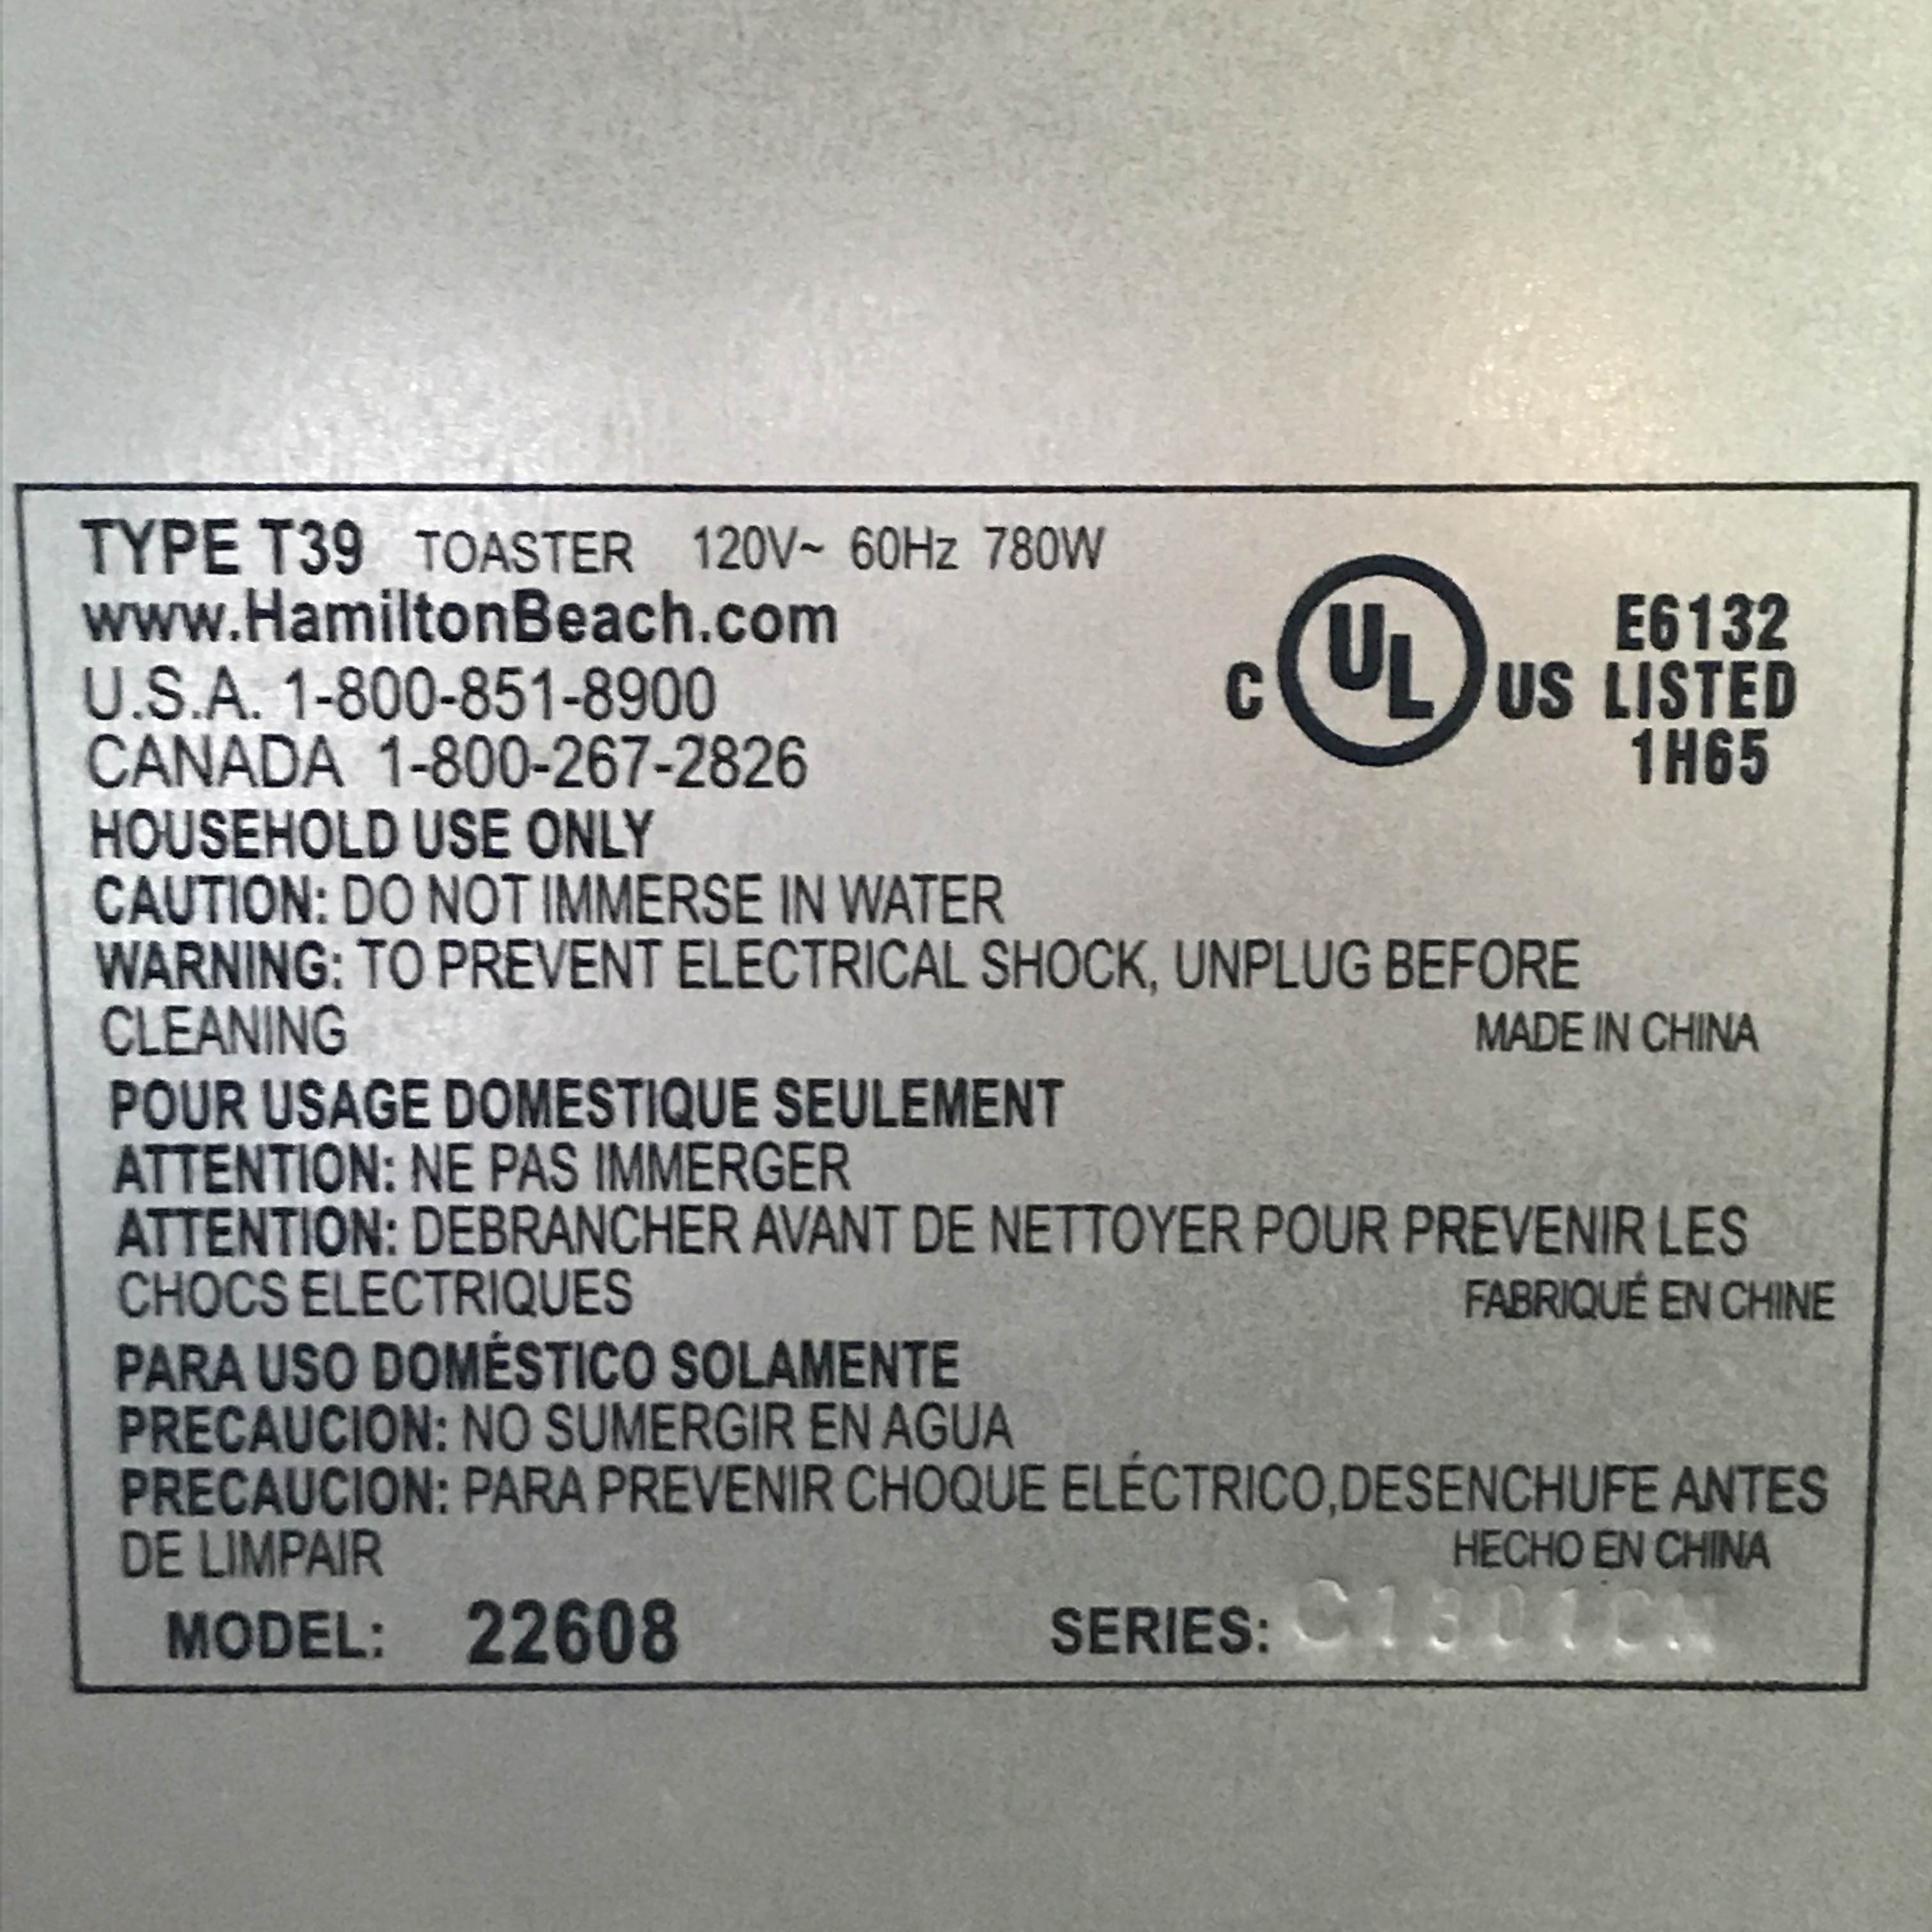 TYPE T39 TOASTER 120V~ 60Hz 780W
www.HamiltonBeach.com
U.S.A. 1-800-851-8900
CANADA 1-800-267-2826
C UL US
E6132
LISTED
1H65
HOUSEHOLD USE ONLY
CAUTION: DO NOT IMMERSE IN WATER
WARNING: TO PREVENT ELECTRICAL SHOCK, UNPLUG BEFORE
CLEANING
MADE IN CHINA
POUR USAGE DOMESTIQUE SEULEMENT
ATTENTION: NE PAS IMMERGER
ATTENTION: DEBRANCHER AVANT DE NETTOYER POUR PREVENIR LES
CHOCS ELECTRIQUES
FABRIQUÉ EN CHINE
PARA USO DOMÉSTICO SOLAMENTE
PRECAUCION: NO SUMERGIR EN AGUA
PRECAUCION: PARA PREVENIR CHOQUE ELÉCTRICO,DESENCHUFE ANTES
DE LIMPAIR
HECHO EN CHINA
MODEL: 22608
SERIES: